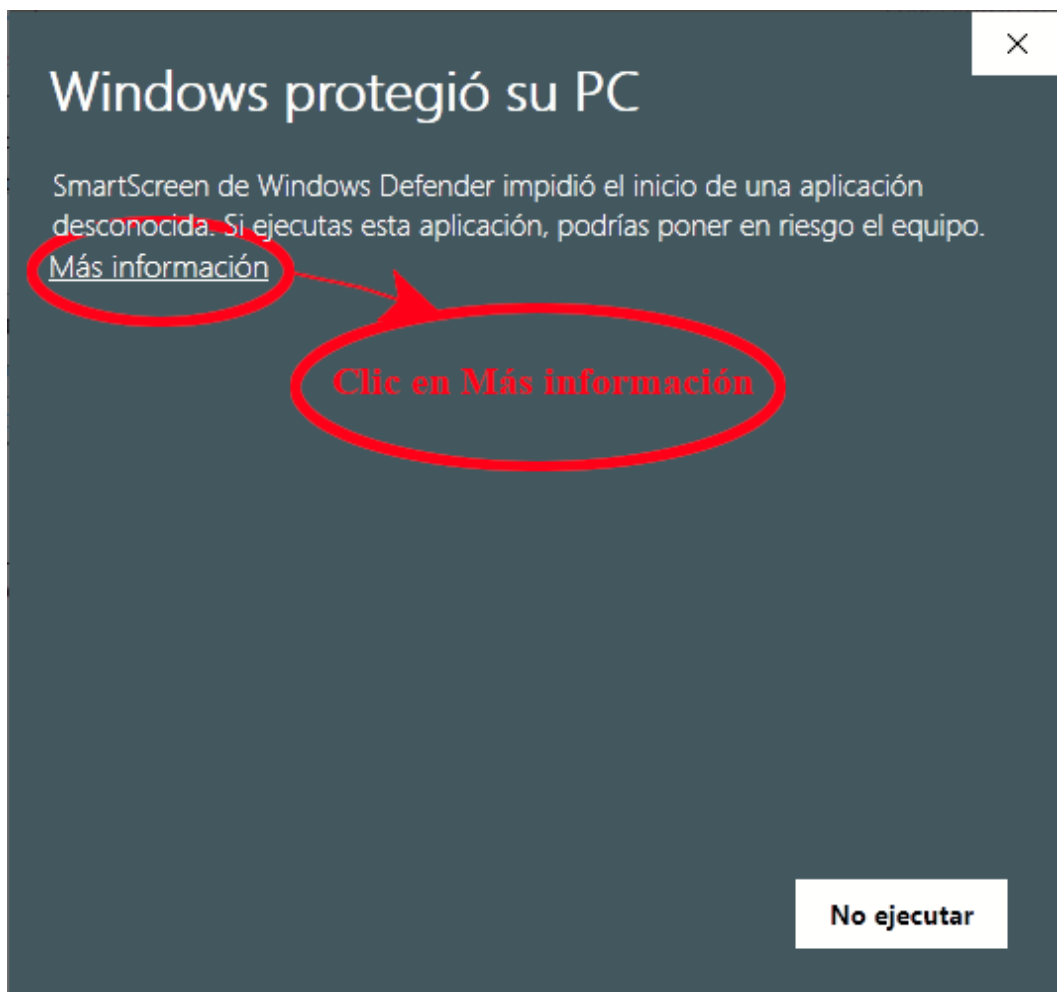 Windows protegió su PC
SmartScreen de Windows Defender impidió el inicio de una aplicación
desconocida. Si ejecutas esta aplicación, podrías poner en riesgo el equipo.
Más información
Clic en Más información
No ejecutar